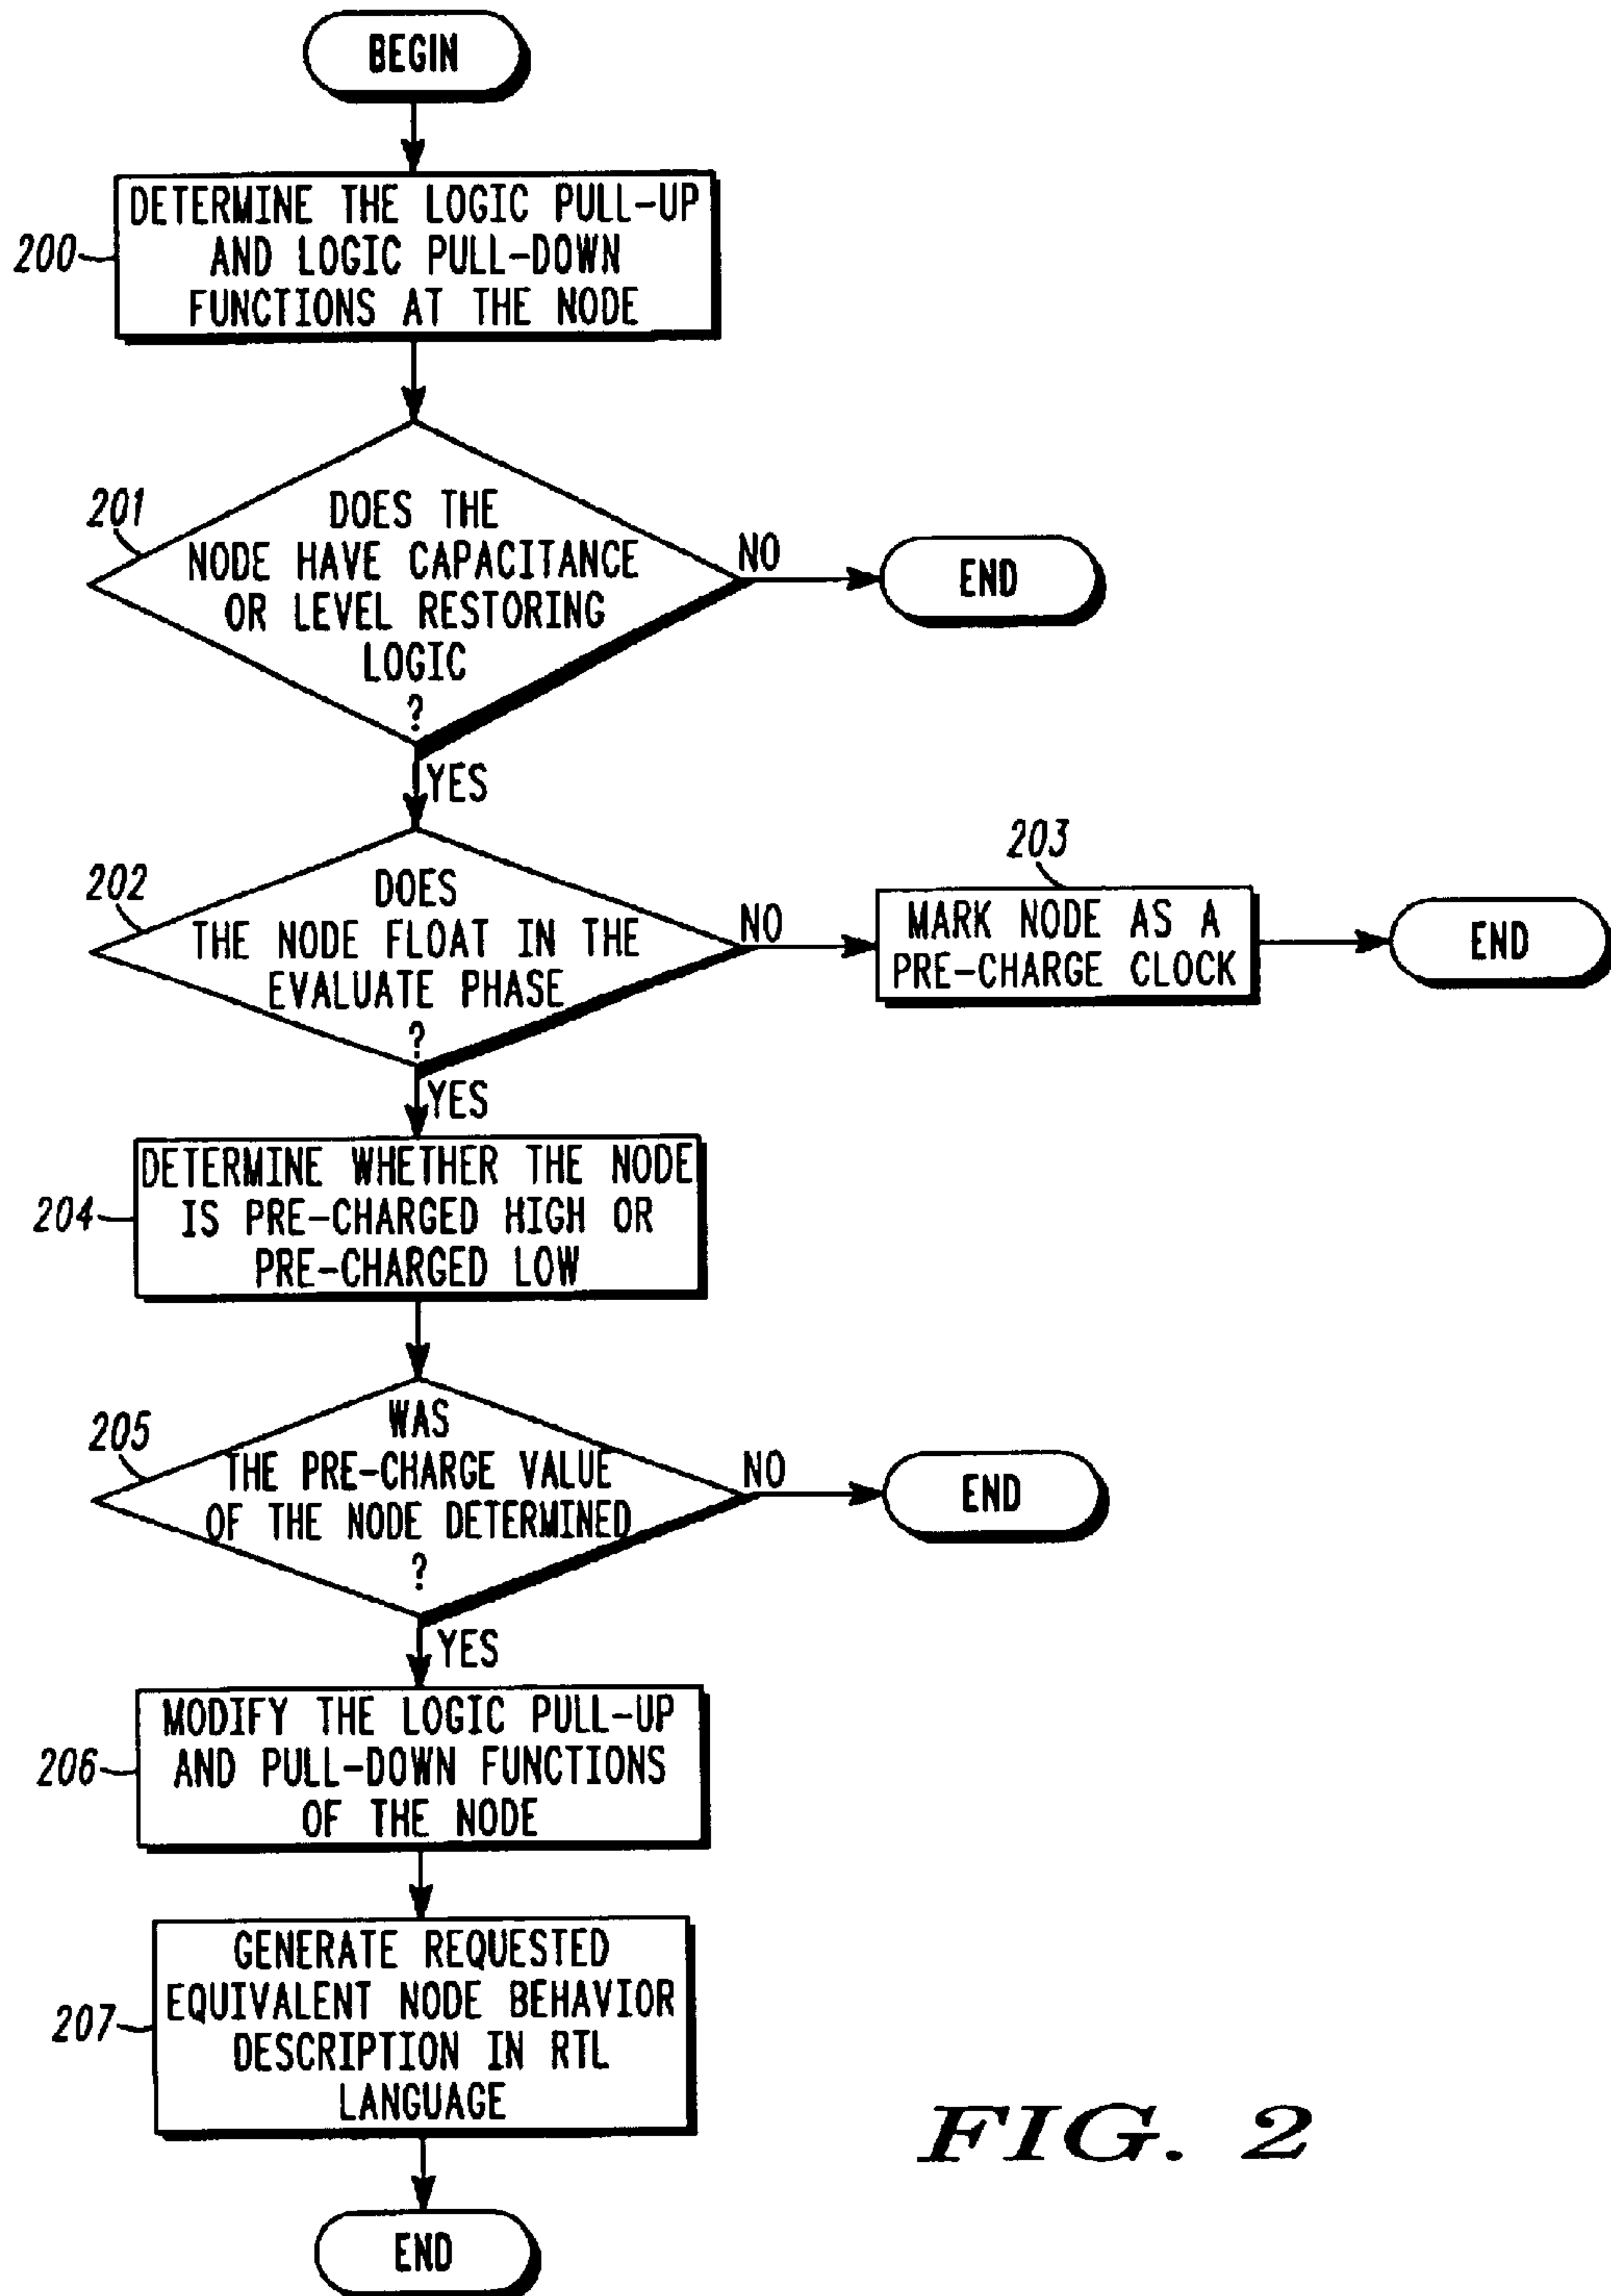 BEGIN
200
DETERMINE THE LOGIC PULL-UP
AND LOGIC PULL-DOWN
FUNCTIONS AT THE NODE
201
DOES THE
NODE HAVE CAPACITANCE
OR LEVEL RESTORING
LOGIC
?
NO
END
YES
202
DOES
THE NODE FLOAT IN THE
EVALUATE PHASE
?
NO
203
MARK NODE AS A
PRE-CHARGE CLOCK
END
YES
204
DETERMINE WHETHER THE NODE
IS PRE-CHARGED HIGH OR
PRE-CHARGED LOW
205
WAS
THE PRE-CHARGE VALUE
OF THE NODE DETERMINED
?
NO
END
YES
206
MODIFY THE LOGIC PULL-UP
AND PULL-DOWN FUNCTIONS
OF THE NODE
207
GENERATE REQUESTED
EQUIVALENT NODE BEHAVIOR
DESCRIPTION IN RTL
LANGUAGE
END
FIG. 2